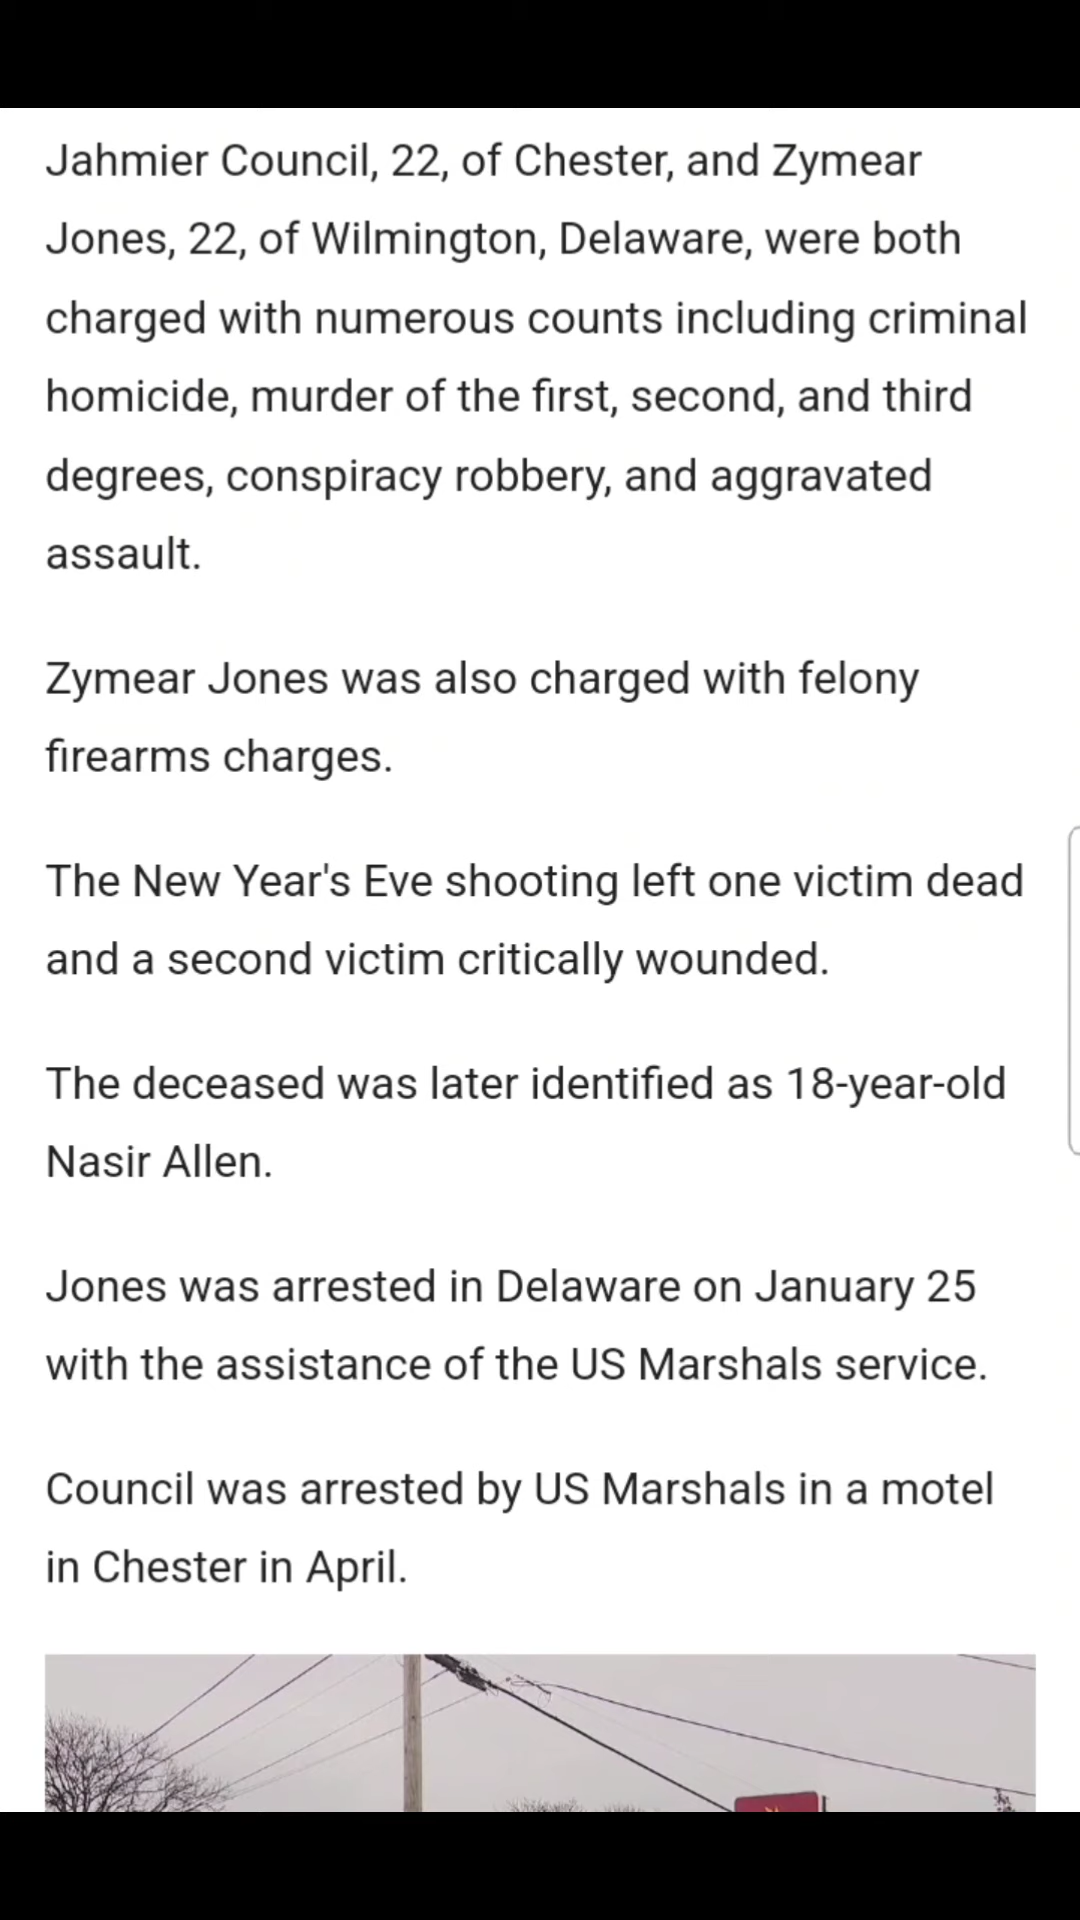 Jahmier Council, 22, of Chester, and Zymear
Jones, 22, of Wilmington, Delaware, were both
charged with numerous counts including criminal
homicide, murder of the first, second, and third
degrees, conspiracy robbery, and aggravated
assault.
Zymear Jones was also charged with felony
firearms charges.
The New Year's Eve shooting left one victim dead
and a second victim critically wounded.
The deceased was later identified as 18-year-old
Nasir Allen.
Jones was arrested in Delaware on January 25
with the assistance of the US Marshals service.
Council was arrested by US Marshals in a motel
in Chester in April.